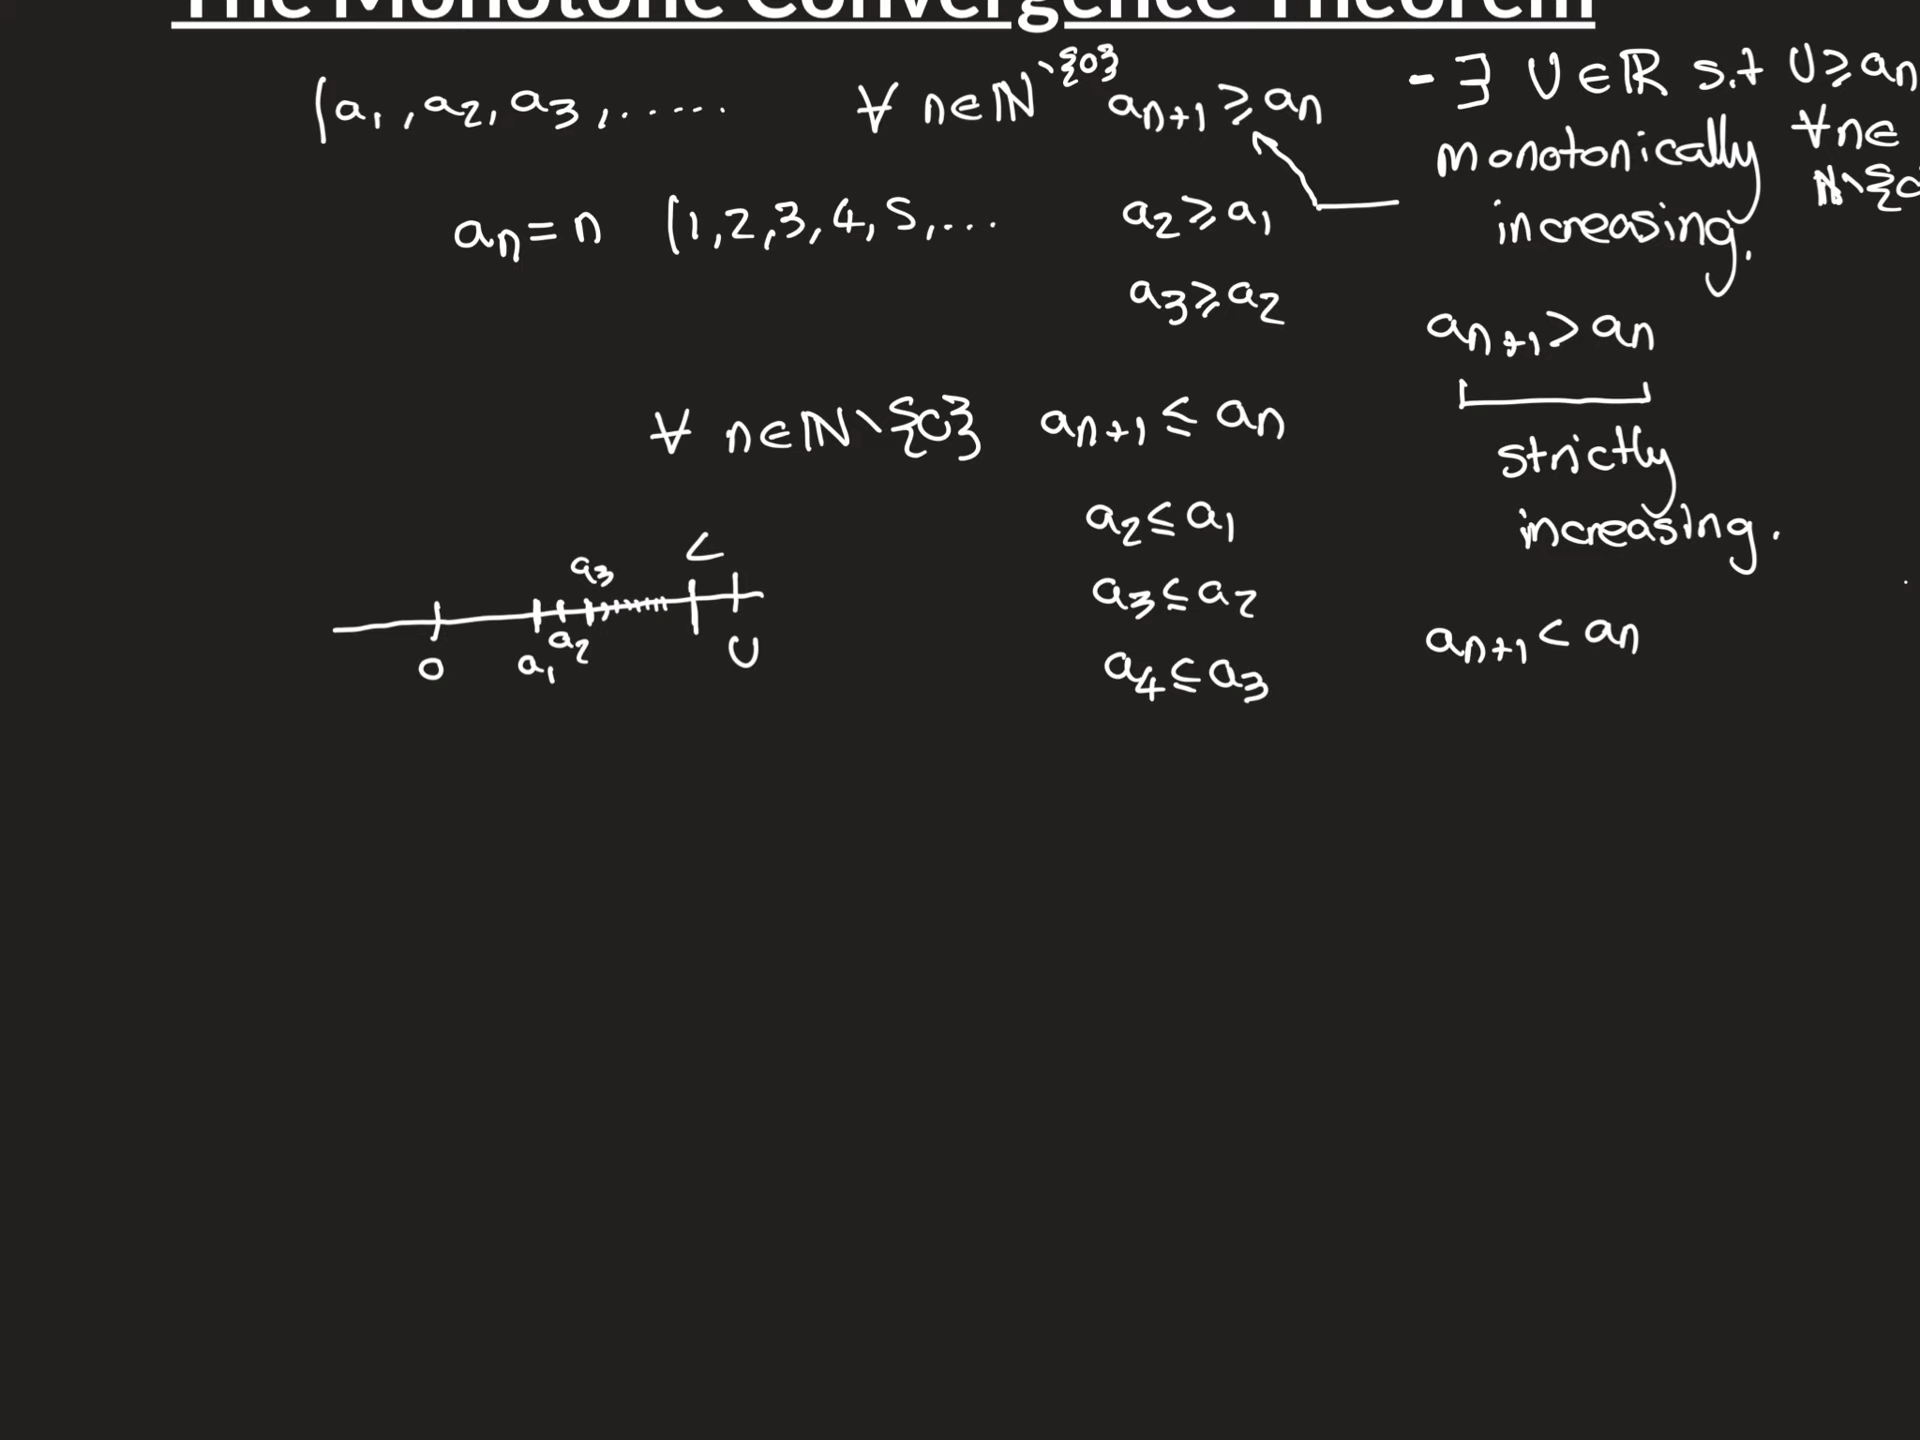 The Monotone Convergence Theorem
(a₁, a₂, a₃, ..... ∀ n∈ℕ\{0} aₙ₊₁ ≥ aₙ
- ∃ U∈ℝ s.t U ≥ aₙ
∀n∈
ℕ\{0
monotonically
increasing.
aₙ = n (1,2,3,4,5,...
a₂ ≥ a₁
a₃ ≥ a₂
aₙ₊₁ > aₙ
strictly
increasing.
∀ n∈ℕ\{0} aₙ₊₁ ≤ aₙ
a₂ ≤ a₁
a₃ ≤ a₂
a₄ ≤ a₃
aₙ₊₁ < aₙ
L
a₃
0 a₁ a₂ U